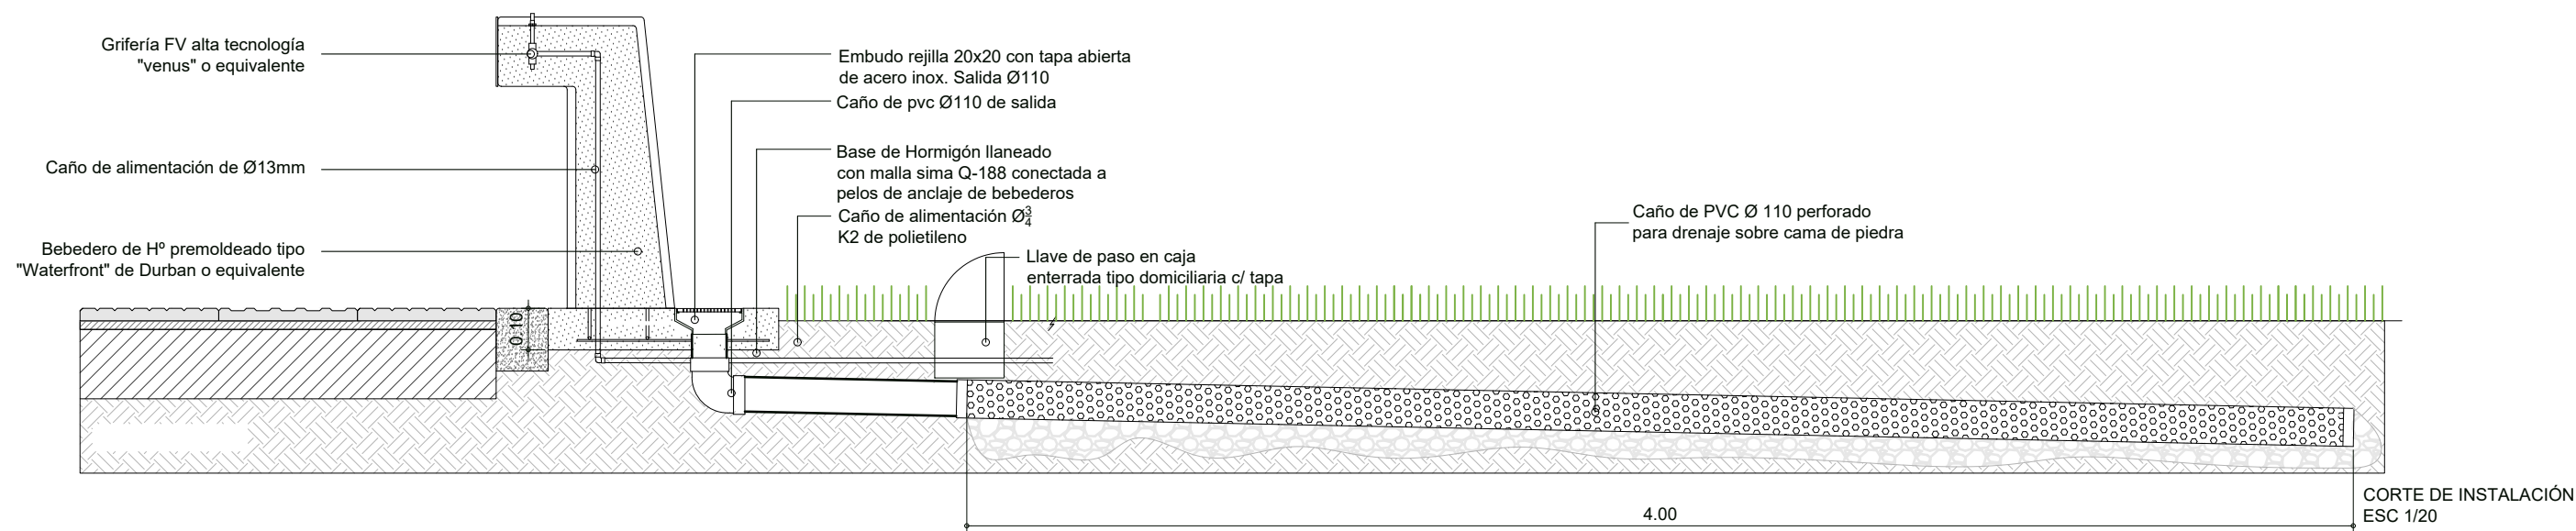 Grifería FV alta tecnología
"venus" o equivalente
Caño de alimentación de Ø13mm
Bebedero de Hº premoldeado tipo
"Waterfront" de Durban o equivalente
0.10
Embudo rejilla 20x20 con tapa abierta
de acero inox. Salida Ø110
Caño de pvc Ø110 de salida
Base de Hormigón llaneado
con malla sima Q-188 conectada a
pelos de anclaje de bebederos
Caño de alimentación Ø3/4
K2 de polietileno
Llave de paso en caja
enterrada tipo domiciliaria c/ tapa
Caño de PVC Ø 110 perforado
para drenaje sobre cama de piedra
4.00
CORTE DE INSTALACIÓN
ESC 1/20